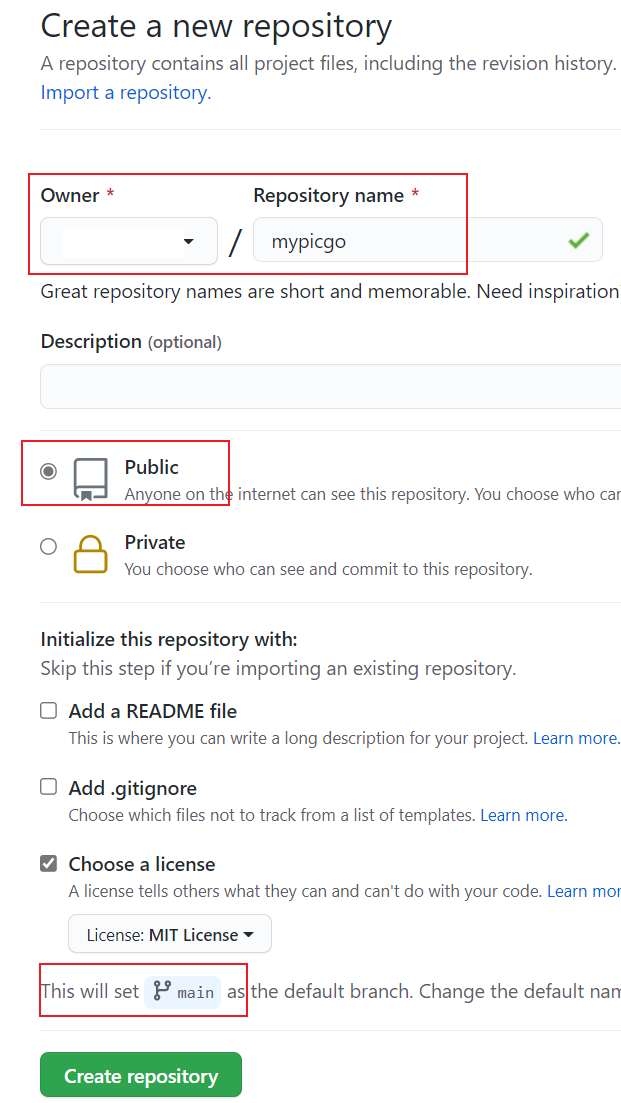 Create a new repository
A repository contains all project files, including the revision history.
Import a repository.
Owner * Repository name *
/ mypicgo
Great repository names are short and memorable. Need inspiration
Description (optional)
Public
Anyone on the internet can see this repository. You choose who can
Private
You choose who can see and commit to this repository.
Initialize this repository with:
Skip this step if you’re importing an existing repository.
Add a README file
This is where you can write a long description for your project. Learn more.
Add .gitignore
Choose which files not to track from a list of templates. Learn more.
Choose a license
A license tells others what they can and can't do with your code. Learn mor
License: MIT License
This will set main as the default branch. Change the default nam
Create repository